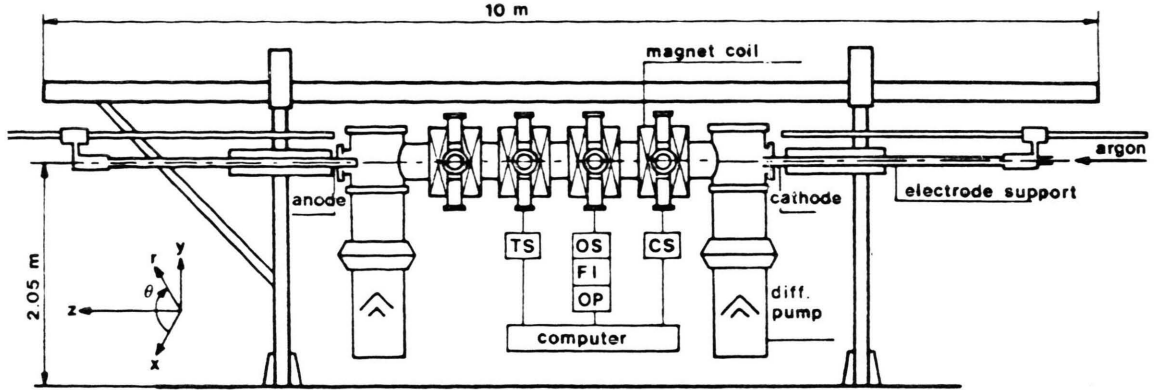 10 m
magnet coil
argon
anode
cathode
electrode support
TS
OS
CS
FI
OP
computer
diff.
pump
2.05 m
r
y
θ
z
x